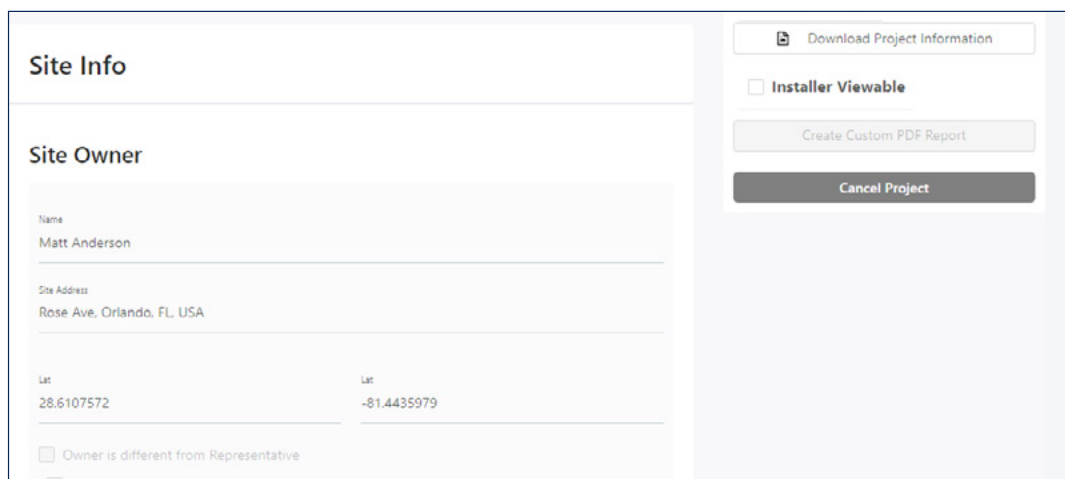 Site Info
Site Owner
Name
Matt Anderson
Site Address
Rose Ave, Orlando, FL, USA
Lat
Lat
28.6107572
-81.4435979
Owner is different from Representative
Download Project Information
Installer Viewable
Create Custom PDF Report
Cancel Project